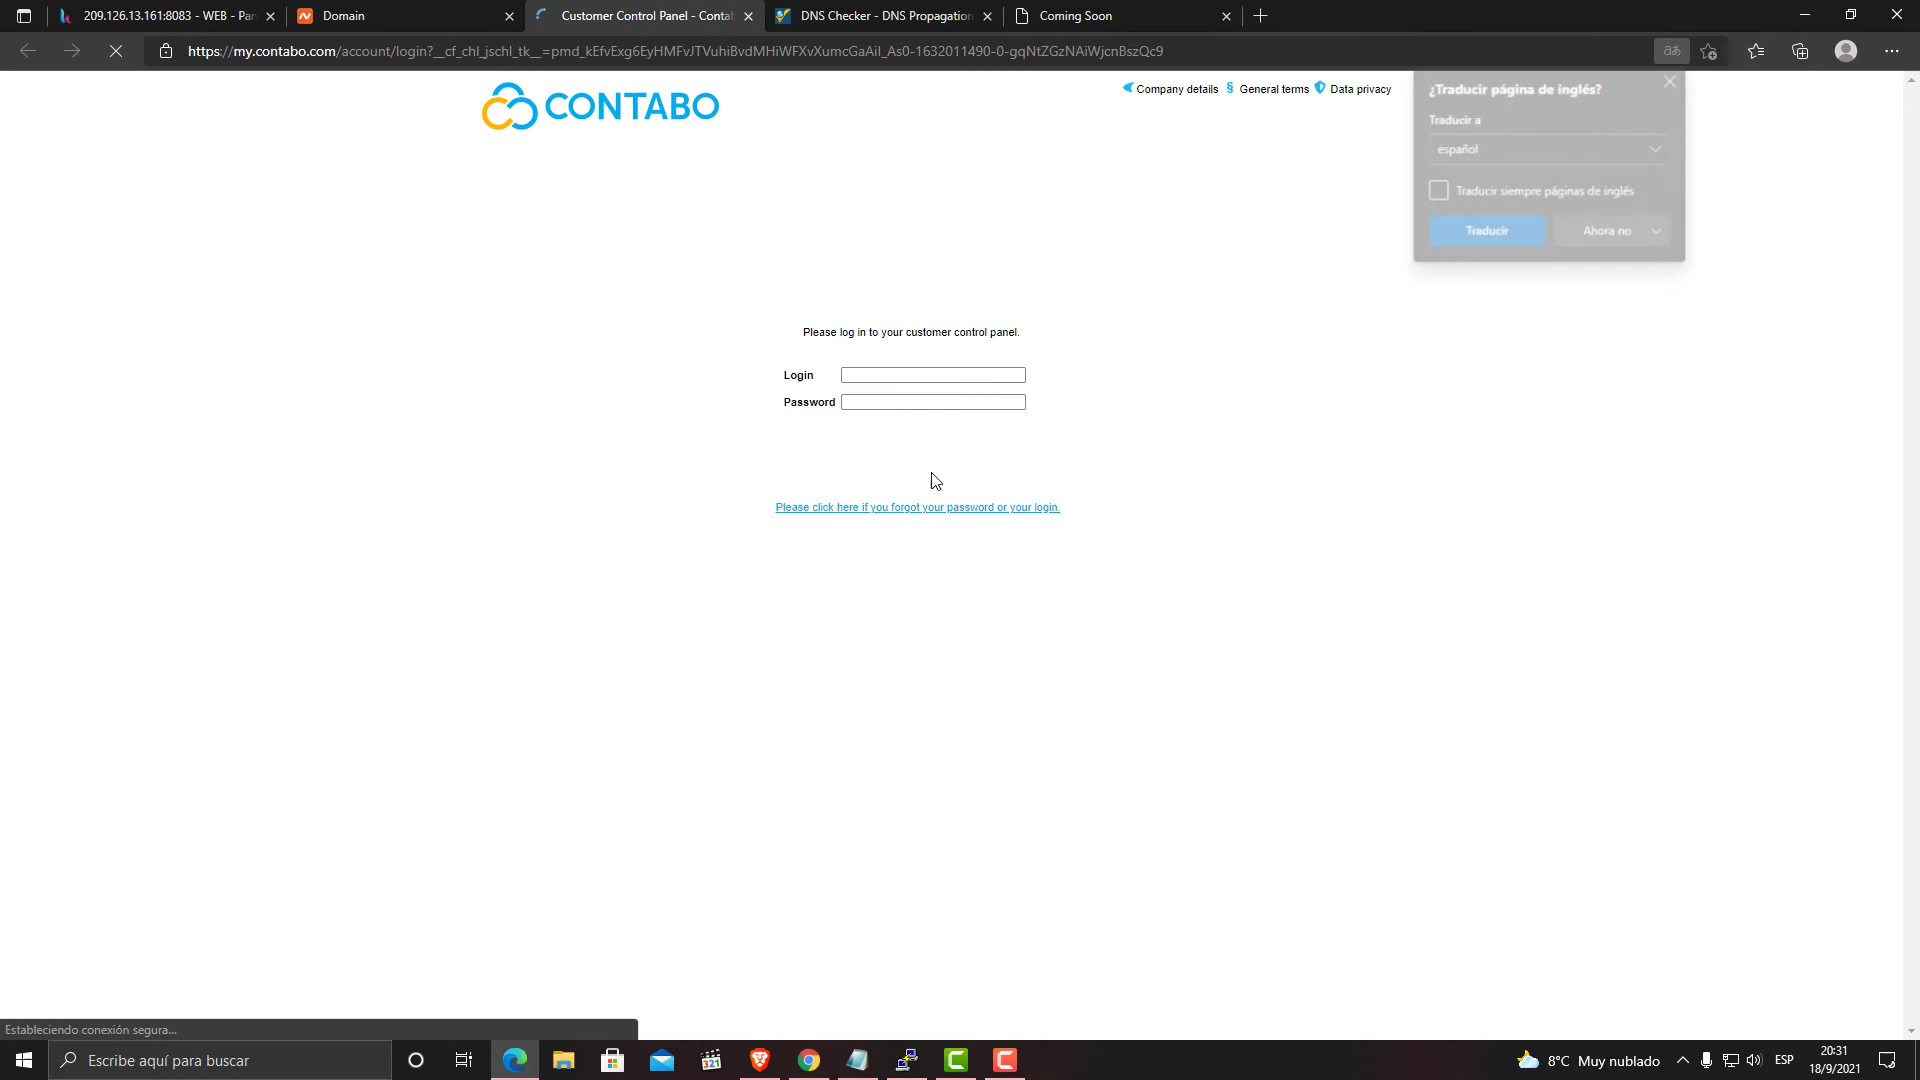 209.126.13.161:8083 - WEB - Pan
Domain
Customer Control Panel - Conta
DNS Checker - DNS Propagation
Coming Soon
https://my.contabo.com/account/login?__cf_chl_jschl_tk__=pmd_kEfvExg6EyHMFvJTVuhiBvdMHiWFXvXumcGaAiI_As0-1632011490-0-gqNtZGzNAiWjcnBszQc9
CONTABO
Company details
General terms
Data privacy
¿Traducir página de inglés?
Traducir a
español
Traducir siempre páginas de inglés
Traducir
Ahora no
Please log in to your customer control panel.
Login
Password
Please click here if you forgot your password or your login.
Estableciendo conexión segura...
Escribe aquí para buscar
321
8°C Muy nublado
ESP
20:31
18/9/2021